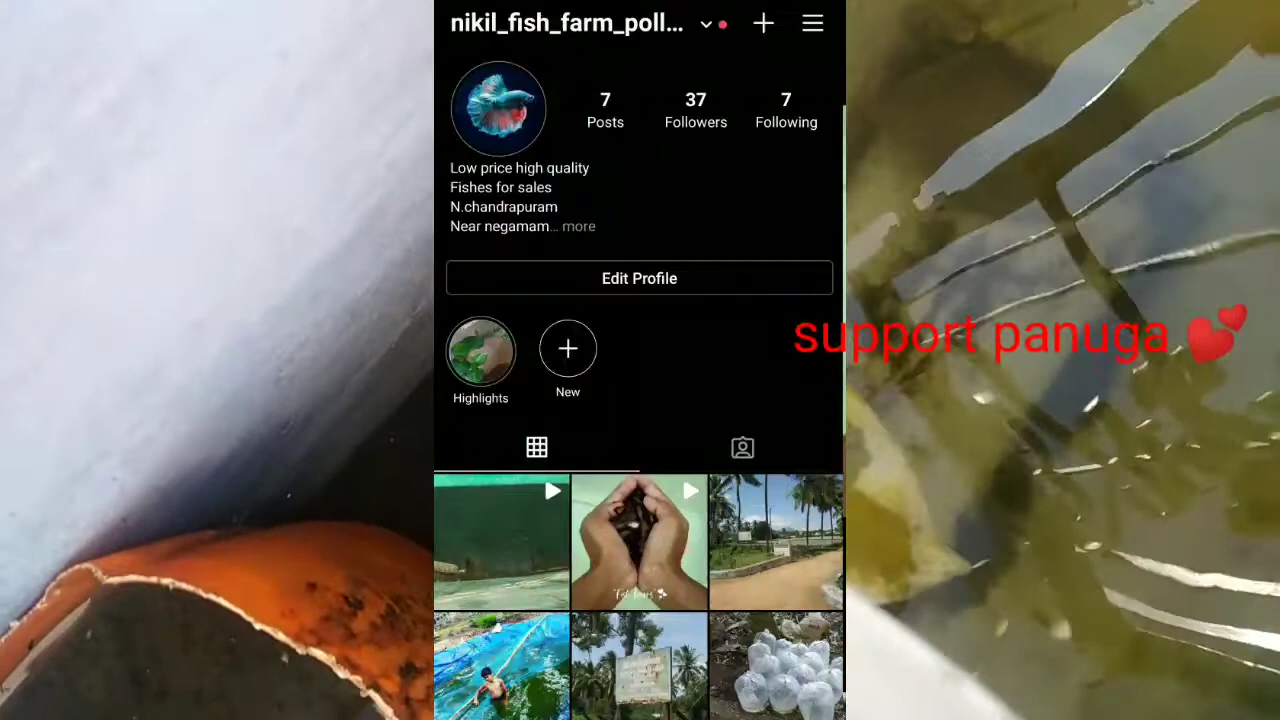 nikil_fish_farm_poll...
7
Posts
37
Followers
7
Following
Low price high quality
Fishes for sales
N.chandrapuram
Near negamam... more
Edit Profile
support panuga 💕
Highlights
New